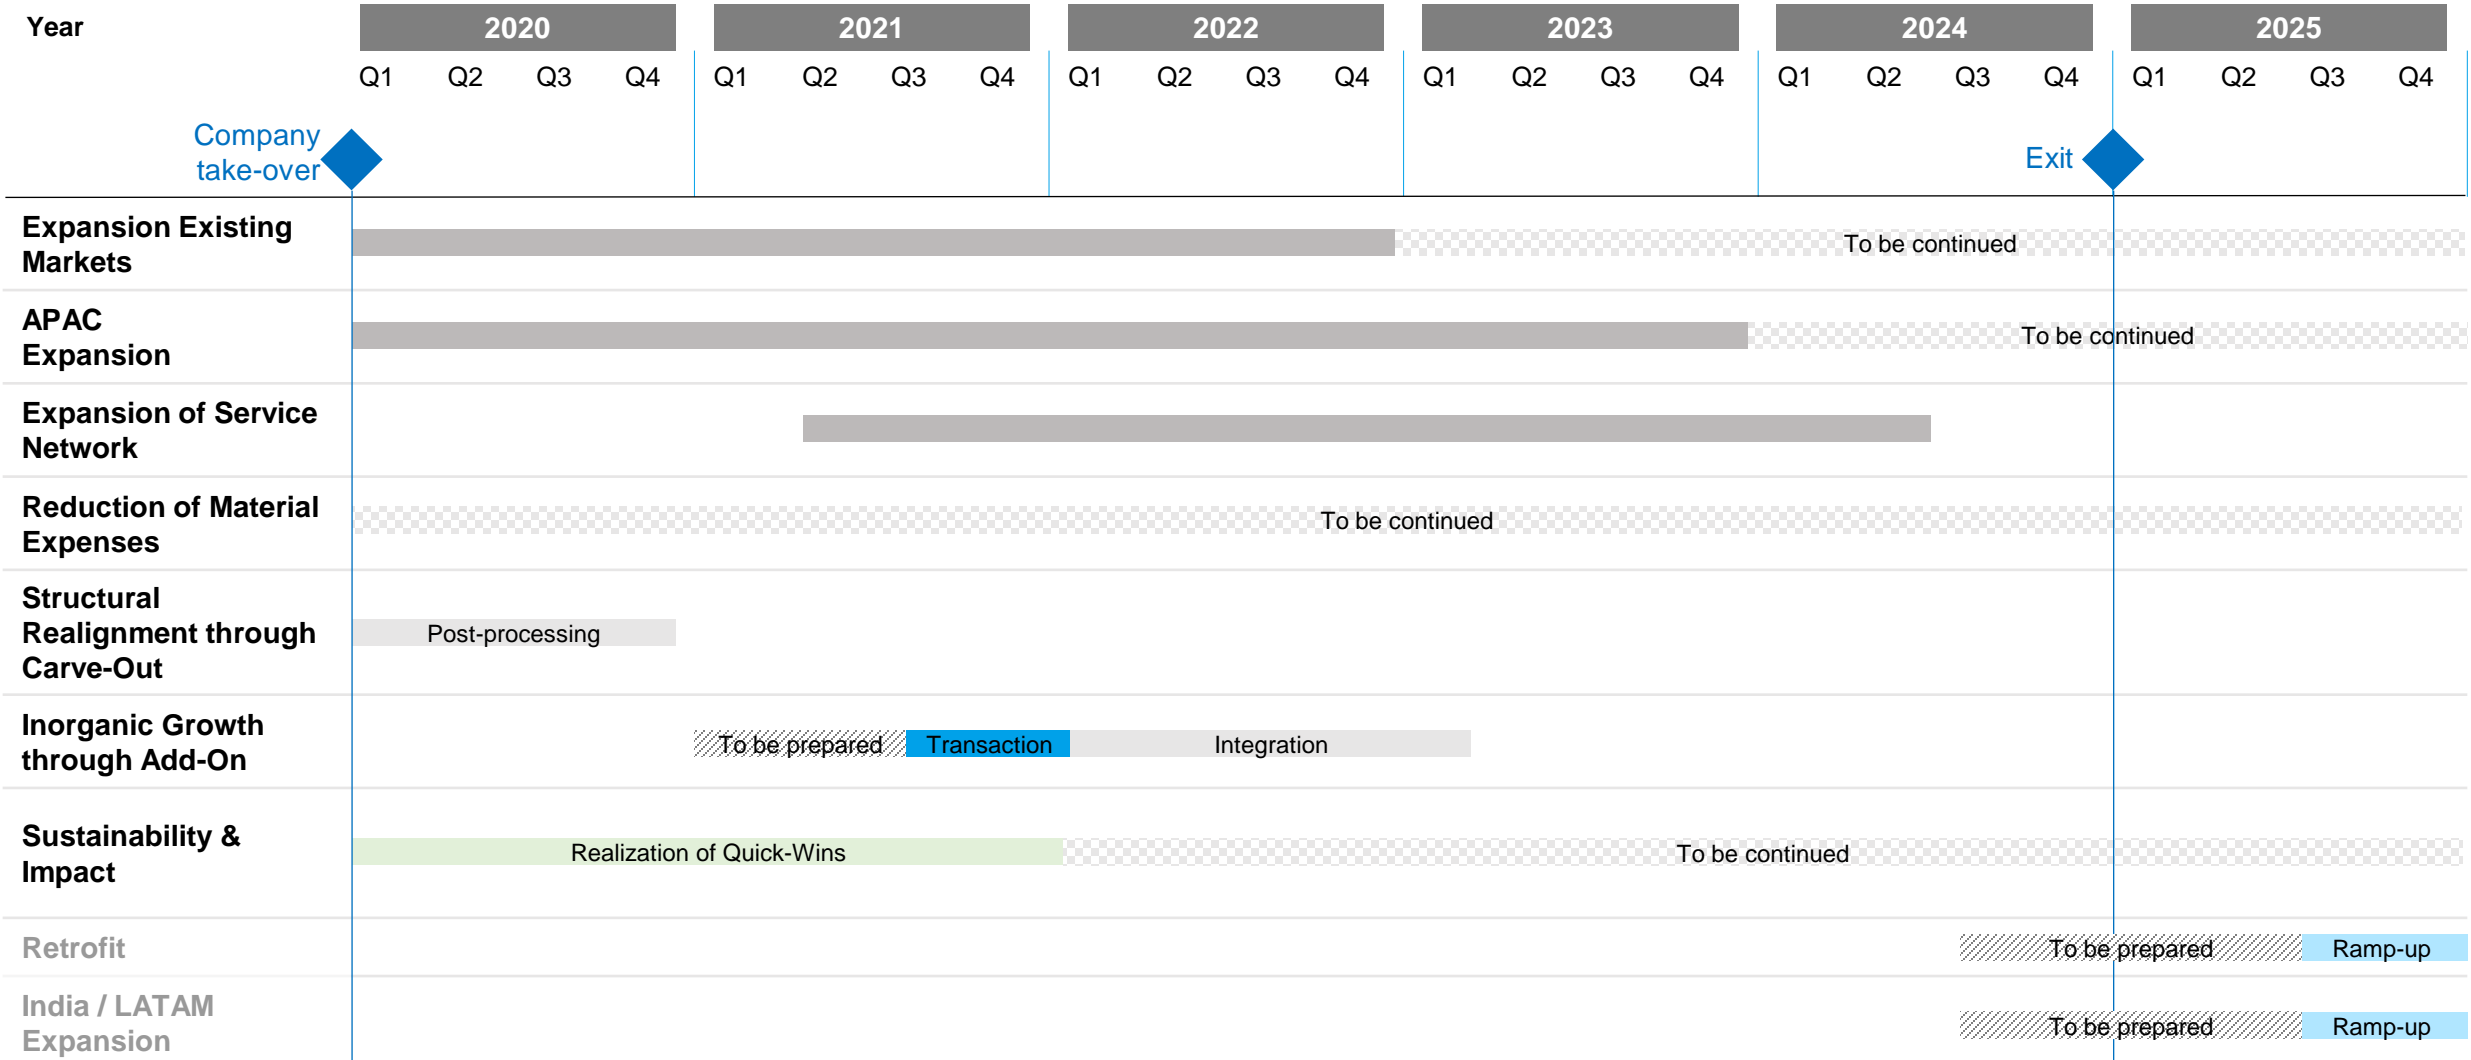 Year 2020 2021 2022 2023 2024 2025
Q1 Q2 Q3 Q4 Q1 Q2 Q3 Q4 Q1 Q2 Q3 Q4 Q1 Q2 Q3 Q4 Q1 Q2 Q3 Q4 Q1 Q2 Q3 Q4
Company
take-over
Exit
Expansion Existing
Markets
To be continued
APAC
Expansion
To be continued
Expansion of Service
Network
Reduction of Material
Expenses
To be continued
Structural
Realignment through
Carve-Out
Post-processing
Inorganic Growth
through Add-On
To be prepared Transaction Integration
Sustainability &
Impact
Realization of Quick-Wins To be continued
Retrofit
To be prepared Ramp-up
India / LATAM
Expansion
To be prepared Ramp-up